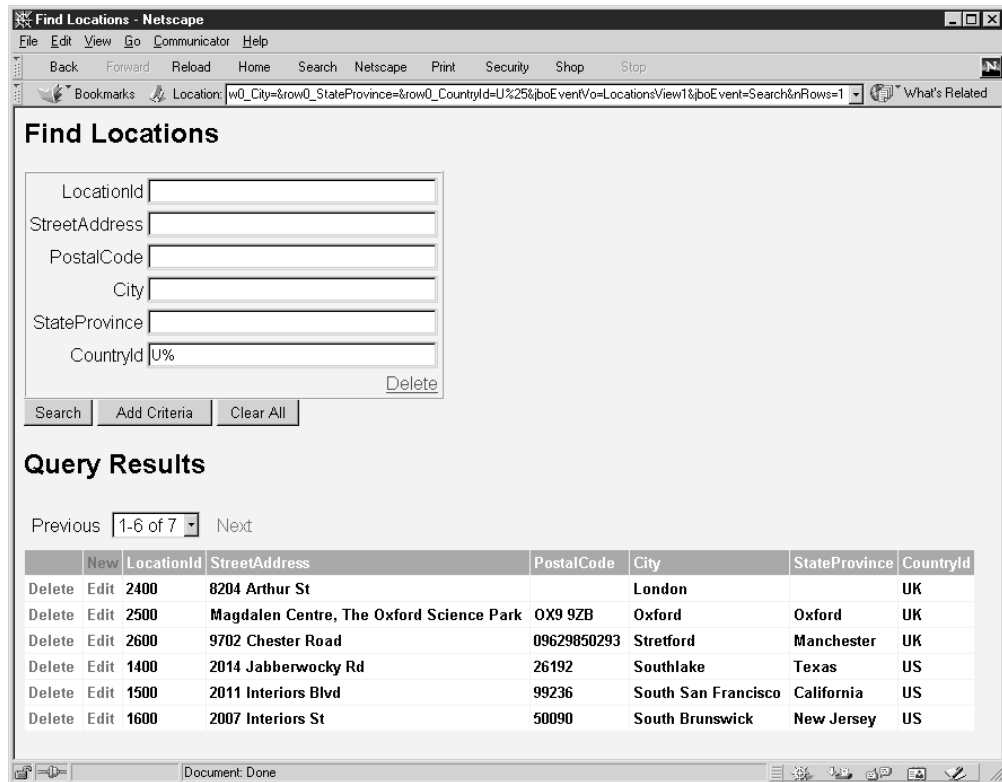 Find Locations - Netscape
File Edit View Go Communicator Help
Back Forward Reload Home Search Netscape Print Security Shop Stop N
Bookmarks Location: w0_City=&row0_StateProvince=&row0_CountryId=U%25&jboEventVo=LocationsView1&jboEvent=Search&nRows=1 What's Related
Find Locations
LocationId
StreetAddress
PostalCode
City
StateProvince
CountryId U%
Delete
Search Add Criteria Clear All
Query Results
Previous 1-6 of 7 Next
New LocationId StreetAddress PostalCode City StateProvince CountryId
Delete Edit 2400 8204 Arthur St London UK
Delete Edit 2500 Magdalen Centre, The Oxford Science Park OX9 9ZB Oxford Oxford UK
Delete Edit 2600 9702 Chester Road 09629850293 Stretford Manchester UK
Delete Edit 1400 2014 Jabberwocky Rd 26192 Southlake Texas US
Delete Edit 1500 2011 Interiors Blvd 99236 South San Francisco California US
Delete Edit 1600 2007 Interiors St 50090 South Brunswick New Jersey US
Document: Done